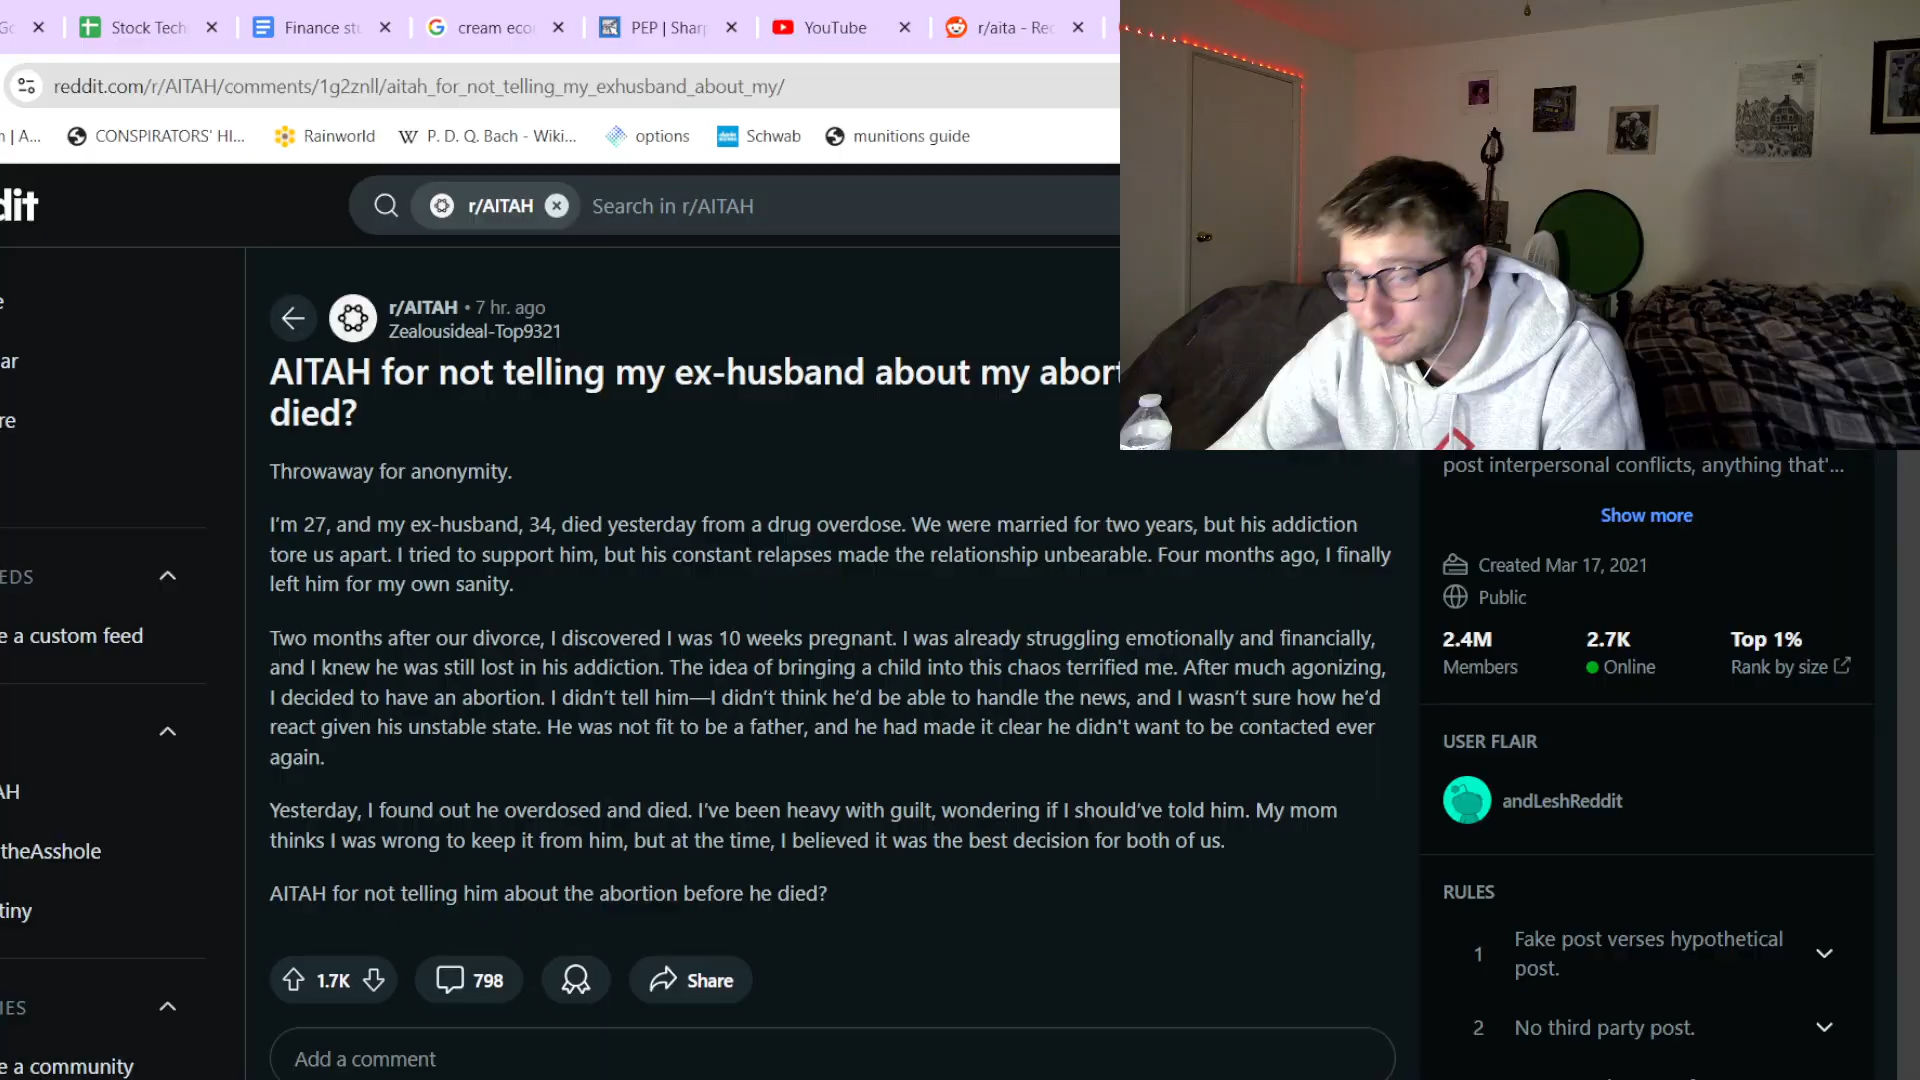 Stock Tech
Finance stu
cream econ
PEP | Sharp
YouTube
r/aita - Red
reddit.com/r/AITAH/comments/1g2znll/aitah_for_not_telling_my_exhusband_about_my/
| A...
CONSPIRATORS' HI...
Rainworld
P. D. Q. Bach - Wiki...
options
Schwab
munitions guide
dit
r/AITAH
Search in r/AITAH
r/AITAH • 7 hr. ago
Zealousideal-Top9321
AITAH for not telling my ex-husband about my abort
died?
Throwaway for anonymity.
I'm 27, and my ex-husband, 34, died yesterday from a drug overdose. We were married for two years, but his addiction
tore us apart. I tried to support him, but his constant relapses made the relationship unbearable. Four months ago, I finally
left him for my own sanity.
Two months after our divorce, I discovered I was 10 weeks pregnant. I was already struggling emotionally and financially,
and I knew he was still lost in his addiction. The idea of bringing a child into this chaos terrified me. After much agonizing,
I decided to have an abortion. I didn't tell him—I didn't think he'd be able to handle the news, and I wasn't sure how he'd
react given his unstable state. He was not fit to be a father, and he had made it clear he didn't want to be contacted ever
again.
Yesterday, I found out he overdosed and died. I've been heavy with guilt, wondering if I should've told him. My mom
thinks I was wrong to keep it from him, but at the time, I believed it was the best decision for both of us.
AITAH for not telling him about the abortion before he died?
1.7K
798
Share
Add a comment
e
ar
re
EDS
e a custom feed
AH
theAsshole
tiny
IES
e a community
post interpersonal conflicts, anything that'...
Show more
Created Mar 17, 2021
Public
2.4M
Members
2.7K
Online
Top 1%
Rank by size
USER FLAIR
andLeshReddit
RULES
1
Fake post verses hypothetical
post.
2
No third party post.